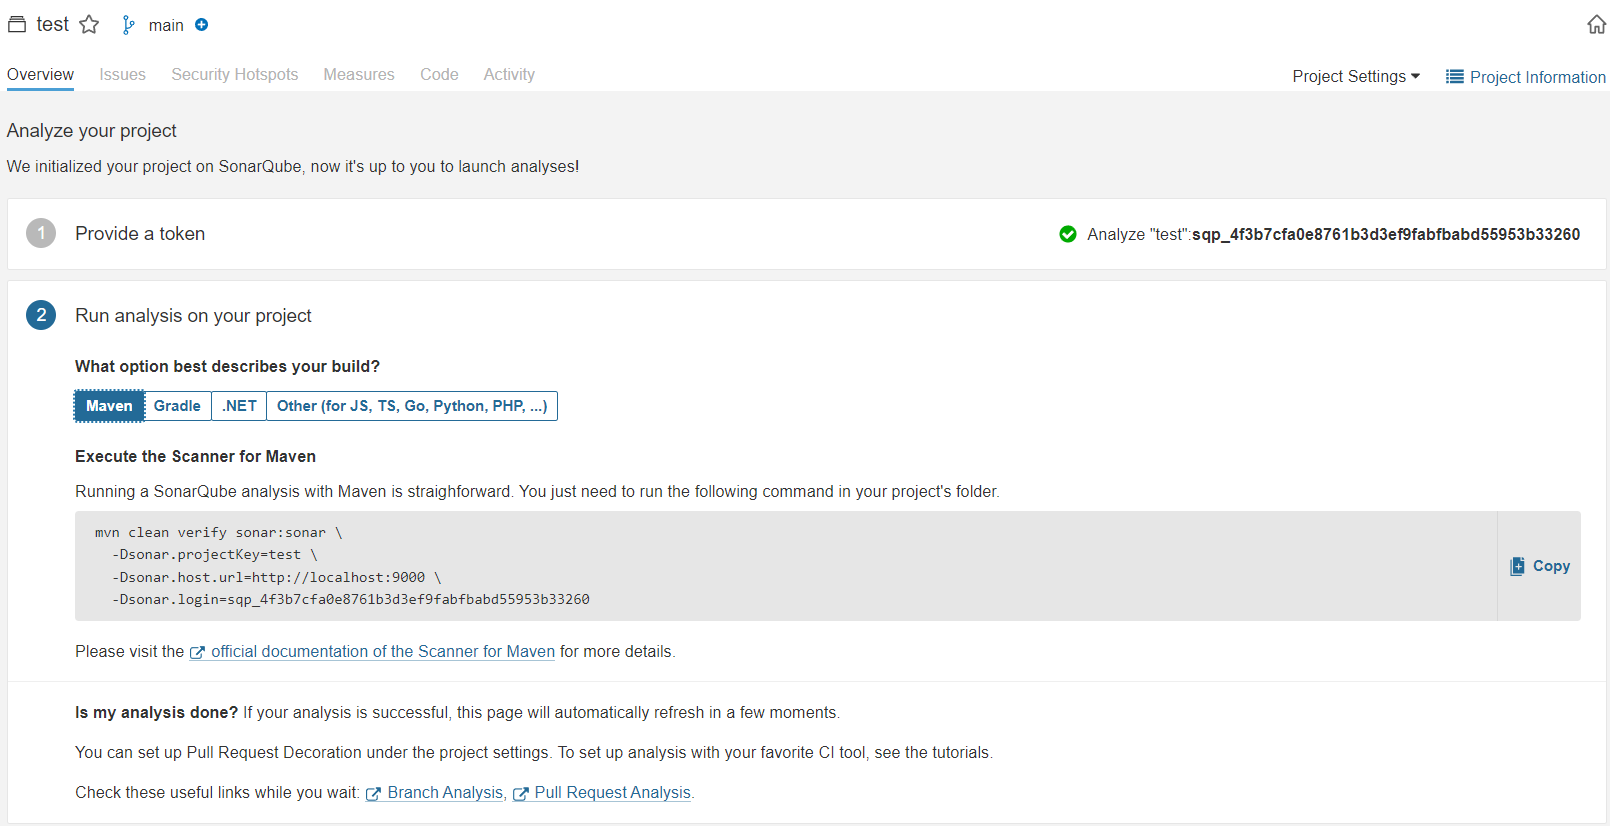 test main
Overview Issues Security Hotspots Measures Code Activity Project Settings Project Information
Analyze your project
We initialized your project on SonarQube, now it's up to you to launch analyses!
1 Provide a token Analyze "test":sqp_4f3b7cfa0e8761b3d3ef9fabfbabd55953b33260
2 Run analysis on your project
What option best describes your build?
Maven Gradle .NET Other (for JS, TS, Go, Python, PHP, ...)
Execute the Scanner for Maven
Running a SonarQube analysis with Maven is straighforward. You just need to run the following command in your project's folder.
mvn clean verify sonar:sonar \
-Dsonar.projectKey=test \
-Dsonar.host.url=http://localhost:9000 \
-Dsonar.login=sqp_4f3b7cfa0e8761b3d3ef9fabfbabd55953b33260
Copy
Please visit the official documentation of the Scanner for Maven for more details.
Is my analysis done? If your analysis is successful, this page will automatically refresh in a few moments.
You can set up Pull Request Decoration under the project settings. To set up analysis with your favorite CI tool, see the tutorials.
Check these useful links while you wait: Branch Analysis, Pull Request Analysis.